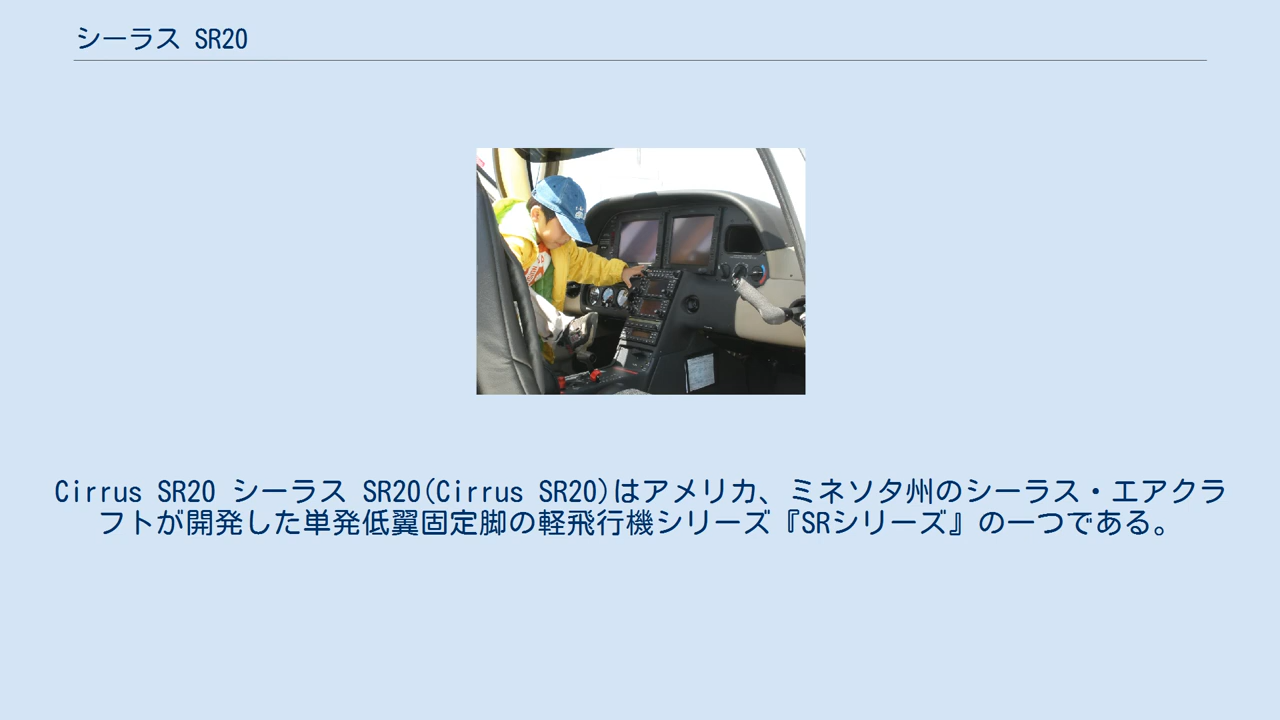 シーラス SR20
Cirrus SR20 シーラス SR20(Cirrus SR20)はアメリカ、ミネソタ州のシーラス・エアクラ
フトが開発した単発低翼固定脚の軽飛行機シリーズ『SRシリーズ』の一つである。